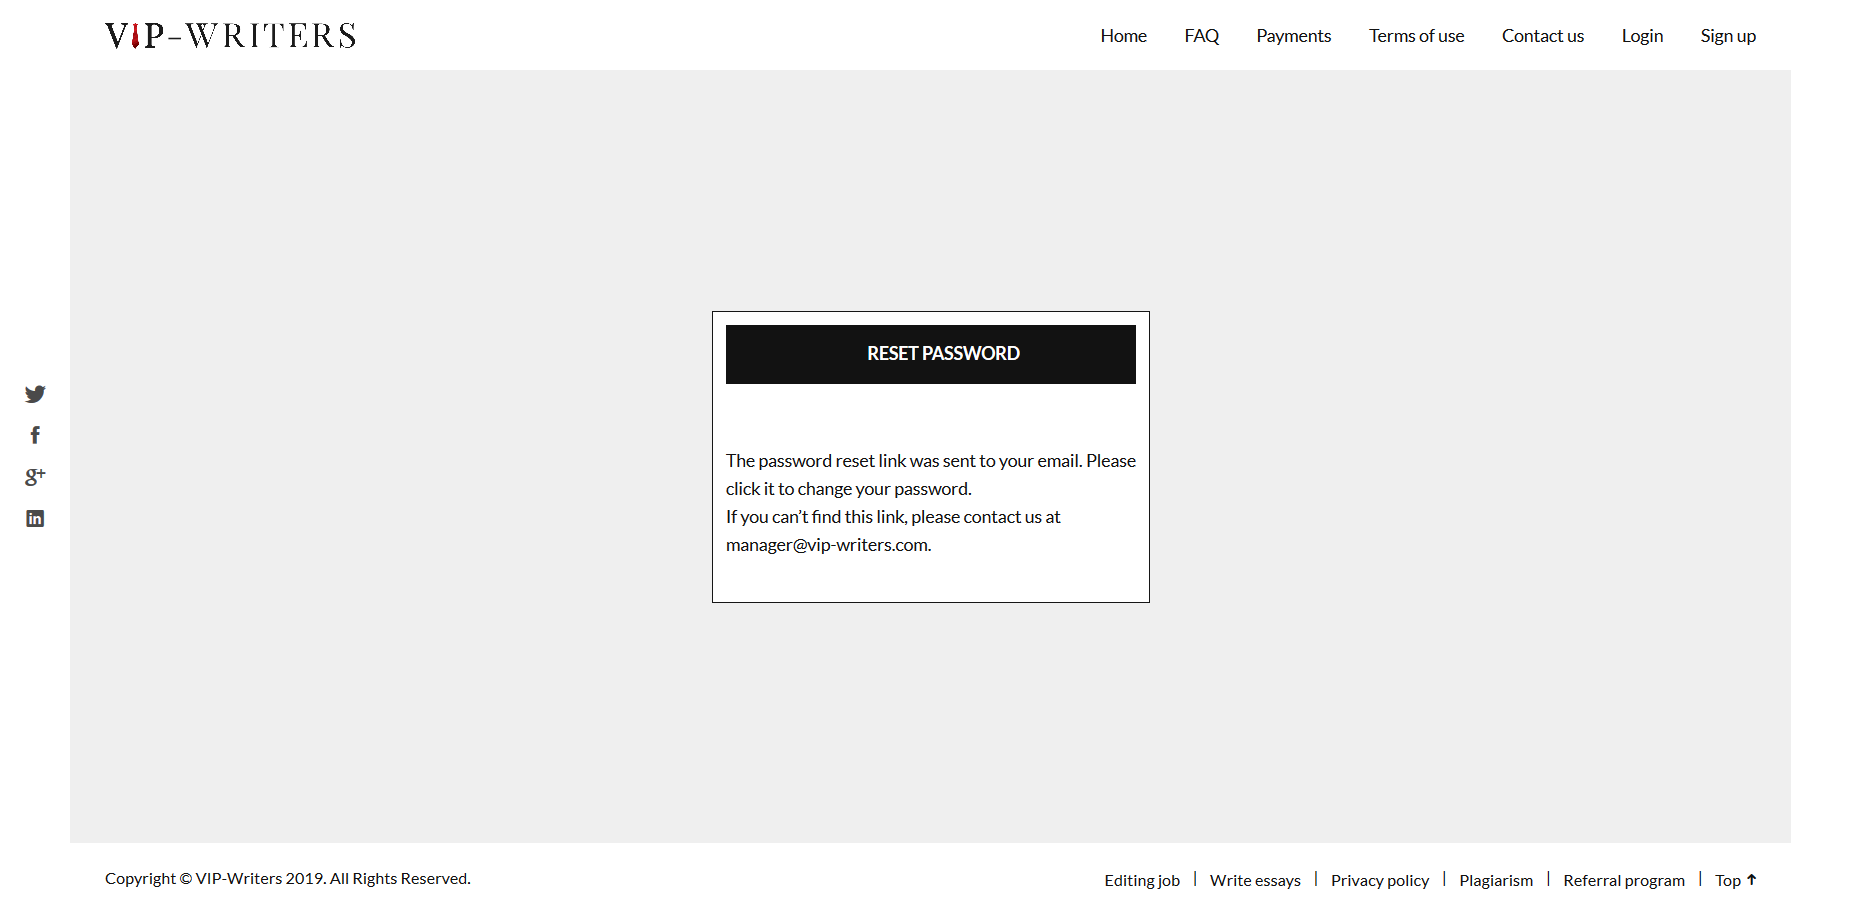 VIP-WRITERS
Home FAQ Payments Terms of use Contact us Login Sign up
RESET PASSWORD
The password reset link was sent to your email. Please
click it to change your password.
If you can’t find this link, please contact us at
manager@vip-writers.com.
Copyright © VIP-Writers 2019. All Rights Reserved.
Editing job | Write essays | Privacy policy | Plagiarism | Referral program | Top